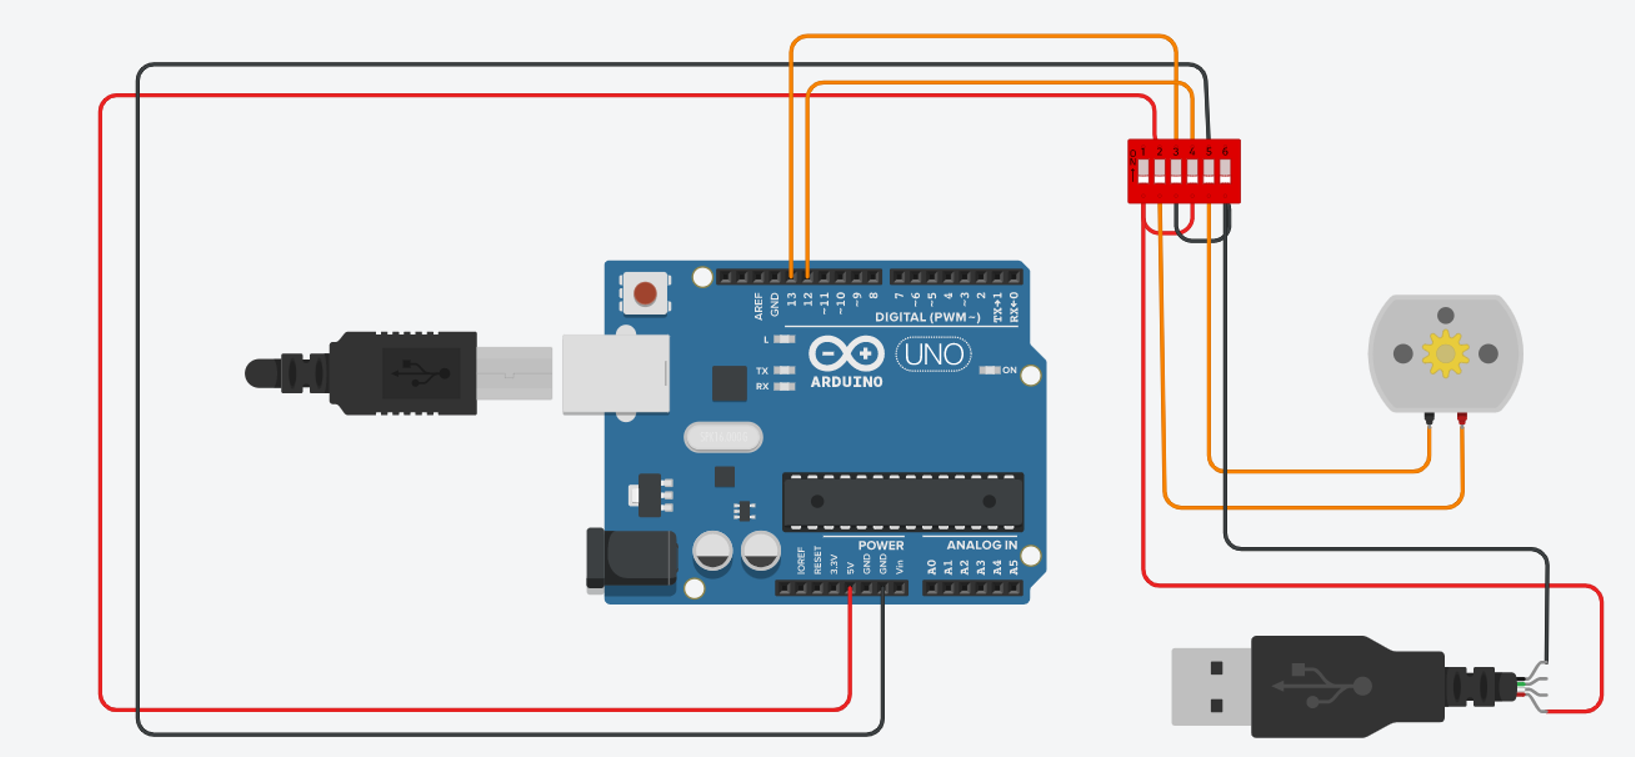 1 2 3 4 5 6
AREF
GND
13
12
~11
~10
~9
8
7
~6
~5
4
~3
2
TX→1
RX←0
DIGITAL (PWM~)
L
TX
RX
UNO
ON
ARDUINO
POWER
ANALOG IN
IOREF
RESET
3.3V
5V
GND
GND
Vin
A0
A1
A2
A3
A4
A5